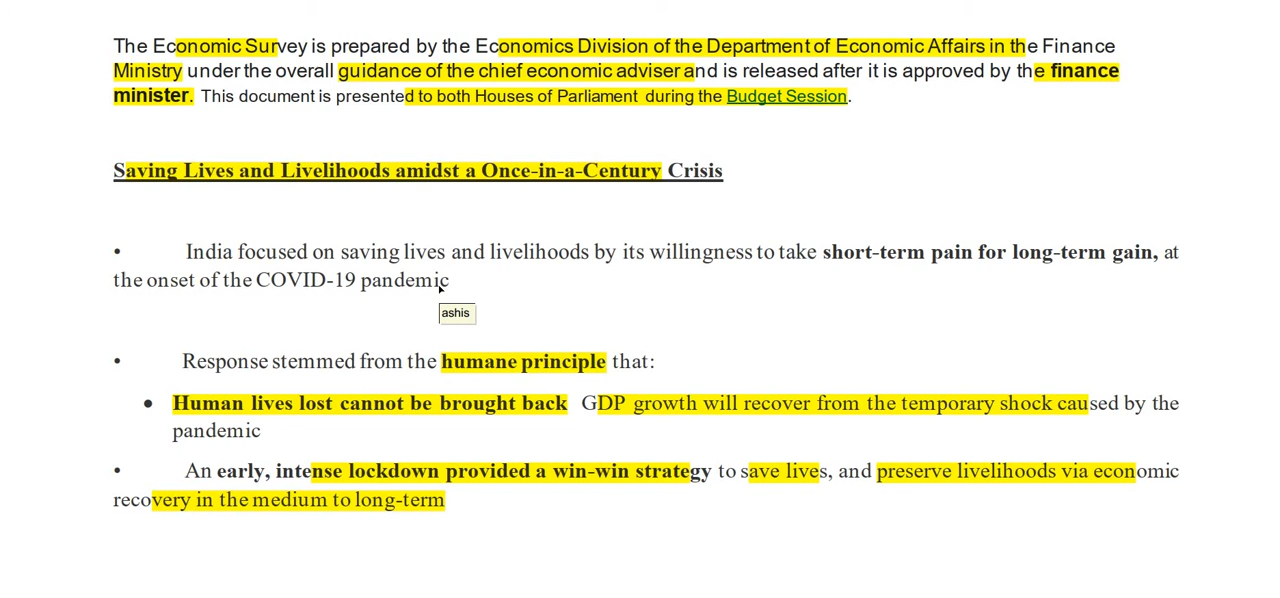 The Economic Survey is prepared by the Economics Division of the Department of Economic Affairs in the Finance
Ministry under the overall guidance of the chief economic adviser and is released after it is approved by the finance
minister. This document is presented to both Houses of Parliament during the Budget Session.
Saving Lives and Livelihoods amidst a Once-in-a-Century Crisis
• India focused on saving lives and livelihoods by its willingness to take short-term pain for long-term gain, at
the onset of the COVID-19 pandemic
ashis
• Response stemmed from the humane principle that:
• Human lives lost cannot be brought back GDP growth will recover from the temporary shock caused by the
pandemic
• An early, intense lockdown provided a win-win strategy to save lives, and preserve livelihoods via economic
recovery in the medium to long-term